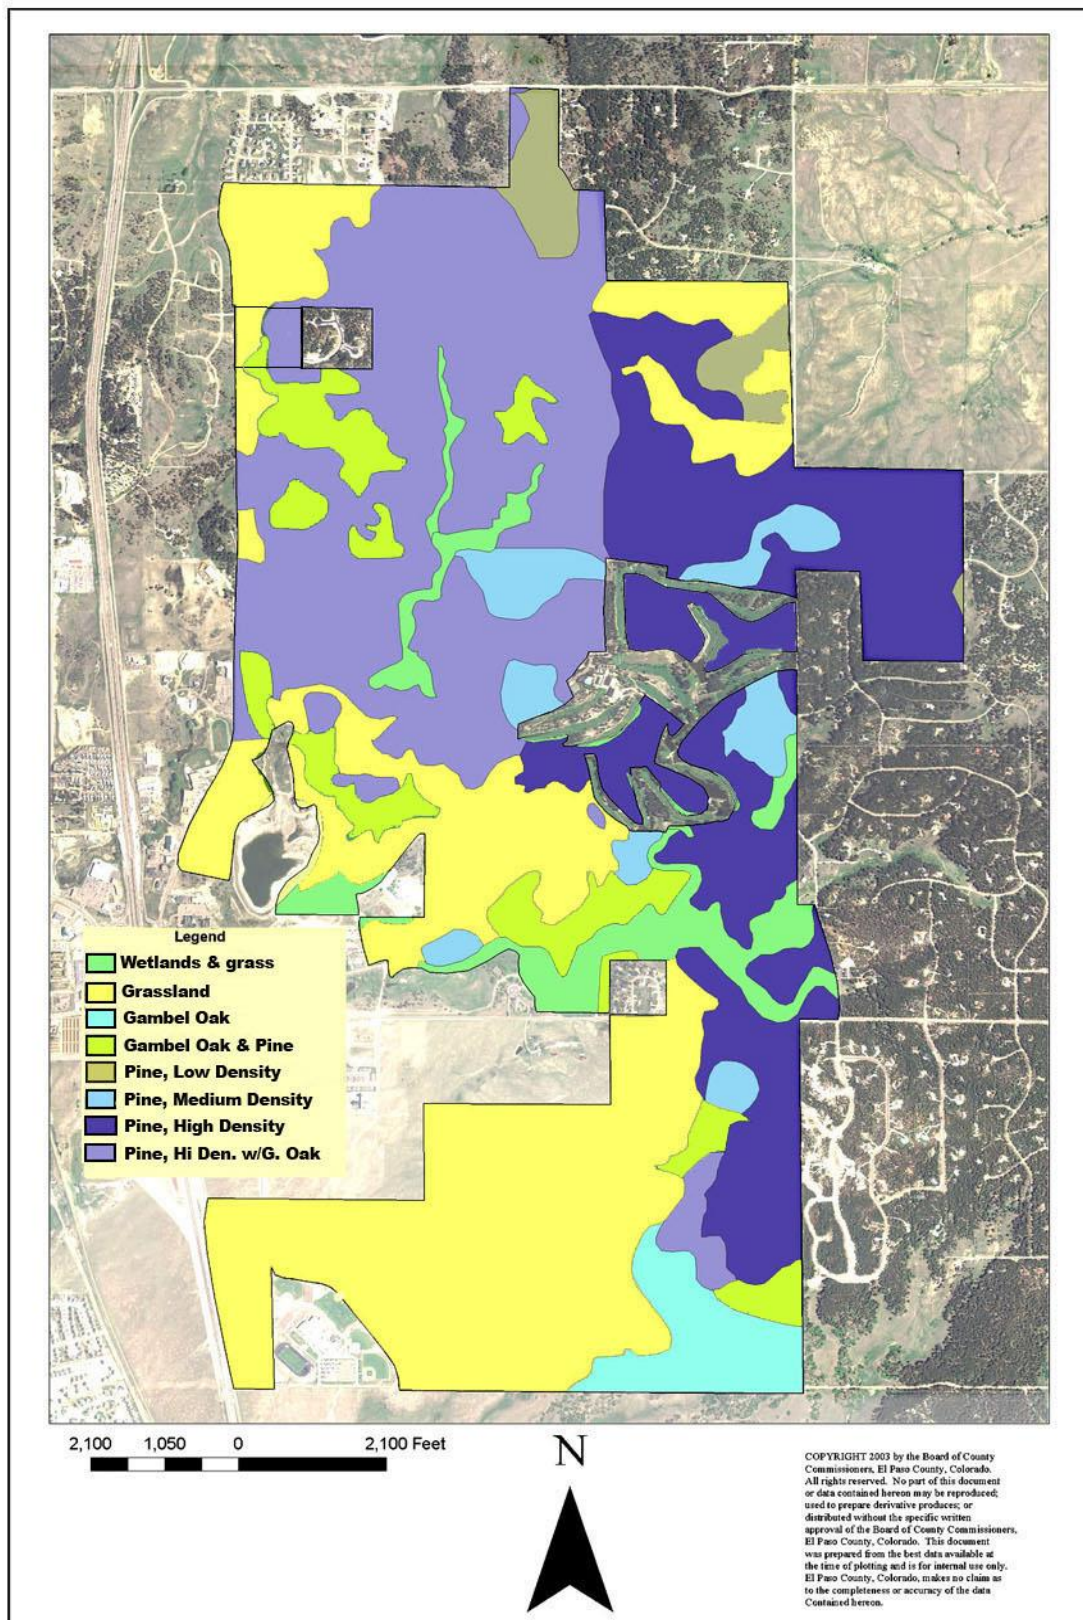 Legend
Wetlands & grass
Grassland
Gambel Oak
Gambel Oak & Pine
Pine, Low Density
Pine, Medium Density
Pine, High Density
Pine, Hi Den. w/G. Oak
2,100 1,050 0 2,100 Feet
N
COPYRIGHT 2003 by the Board of County
Commissioners, El Paso County, Colorado.
All rights reserved. No part of this document
or data contained hereon may be reproduced;
used to prepare derivative produces; or
distributed without the specific written
approval of the Board of County Commissioners,
El Paso County, Colorado. This document
was prepared from the best data available at
the time of plotting and is for internal use only.
El Paso County, Colorado, makes no claim as
to the completeness or accuracy of the data
Contained hereon.